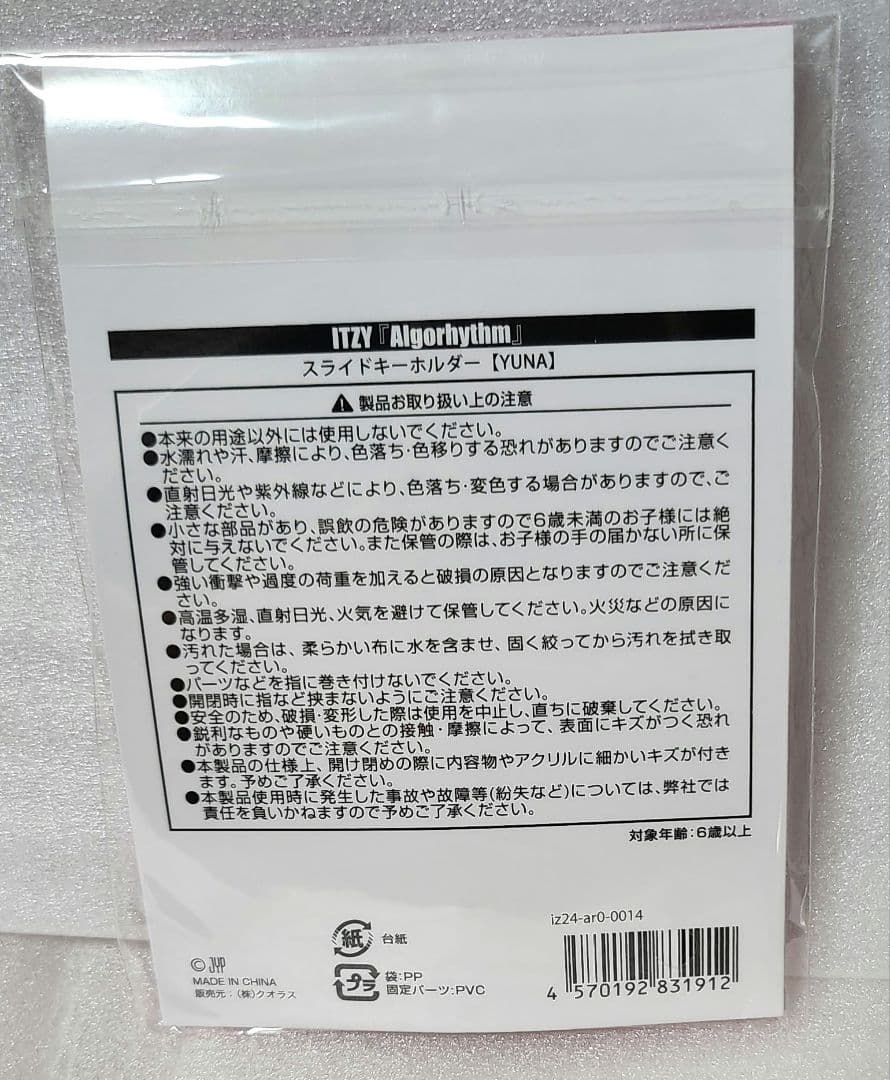 ITZY『Algorhythm』
スライドキーホルダー【YUNA】
製品お取り扱い上の注意
●本来の用途以外には使用しないでください。
●水濡れや汗、摩擦により、色落ち・色移りする恐れがありますのでご注意く
ださい。
●直射日光や紫外線などにより、色落ち・変色する場合がありますので、ご
注意ください。
●小さな部品があり、誤飲の危険がありますので6歳未満のお子様には絶
対に与えないでください。また保管の際は、お子様の手の届かない所に保
管してください。
●強い衝撃や過度の荷重を加えると破損の原因となりますのでご注意くだ
さい。
●高温多湿、直射日光、火気を避けて保管してください。火災などの原因に
なります。
●汚れた場合は、柔らかい布に水を含ませ、固く絞ってから汚れを拭き取
ってください。
●パーツなどを指に巻き付けないでください。
●開閉時に指など挟まないようにご注意ください。
●安全のため、破損・変形した際は使用を中止し、直ちに破棄してください。
●鋭利なものや硬いものとの接触・摩擦によって、表面にキズがつく恐れ
がありますのでご注意ください。
●本製品の仕様上、開け閉めの際に内容物やアクリルに細かいキズが付き
ます。予めご了承ください。
●本製品使用時に発生した事故や故障等(紛失など)については、弊社では
責任を負いかねますので予めご了承ください。
対象年齢:6歳以上
iz24-ar0-0014
紙 台紙
© JYP
MADE IN CHINA
販売元:(株)クオラス
プラ 袋:PP
固定パーツ:PVC
4 570192 831912